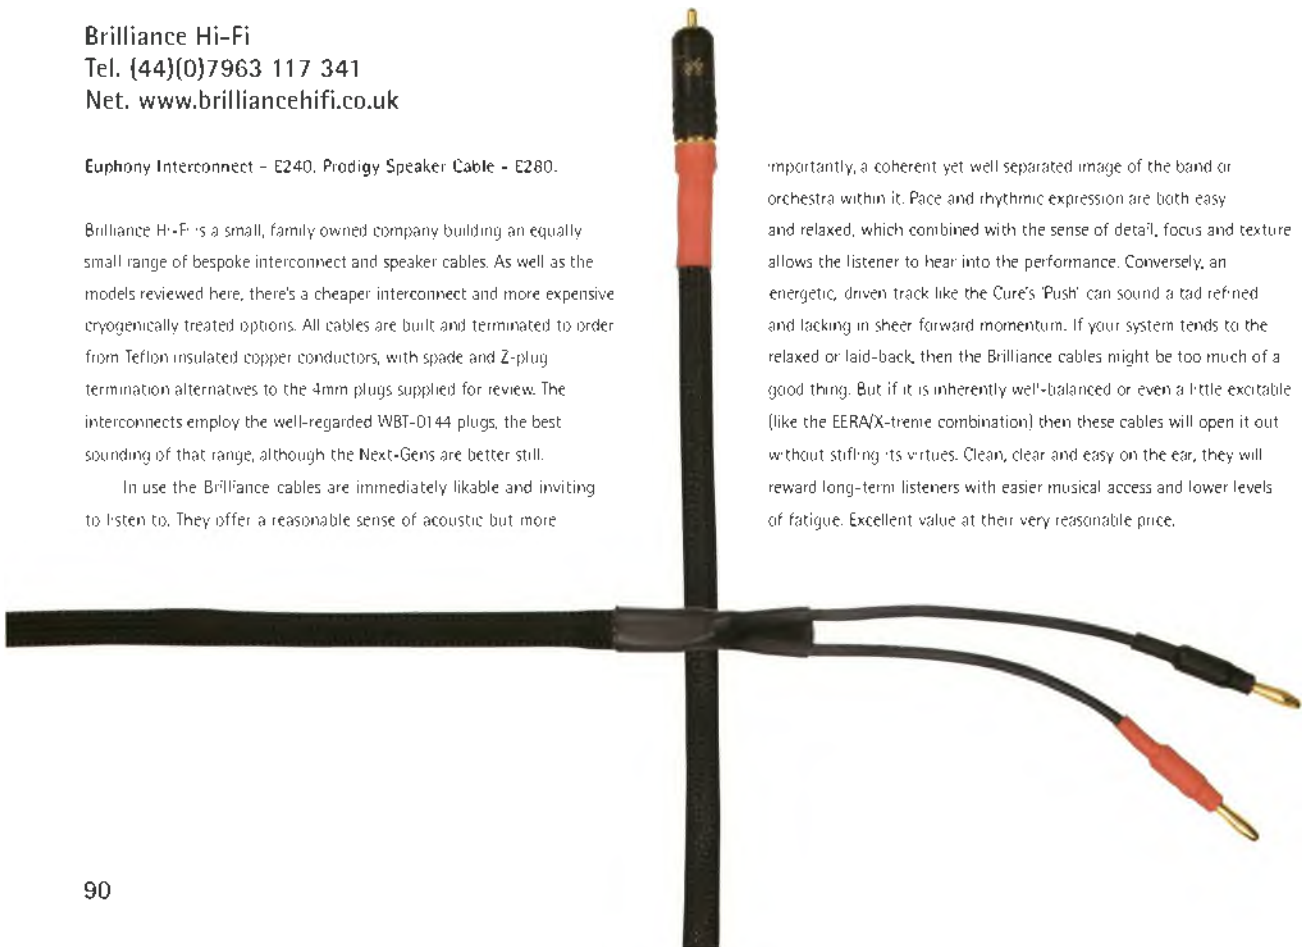 Brilliance Hi-Fi
Tel. (44)(0)7963 117 341
Net. www.brilliancehifi.co.uk
Euphony Interconnect - £240. Prodigy Speaker Cable - £280.
Brilliance Hi-Fi is a small, family owned company building an equally
small range of bespoke interconnect and speaker cables. As well as the
models reviewed here, there's a cheaper interconnect and more expensive
cryogenically treated options. All cables are built and terminated to order
from Teflon insulated copper conductors, with spade and Z-plug
termination alternatives to the 4mm plugs supplied for review. The
interconnects employ the well-regarded WBT-0144 plugs, the best
sounding of that range, although the Next-Gens are better still.
In use the Brilliance cables are immediately likable and inviting
to listen to. They offer a reasonable sense of acoustic but more
importantly, a coherent yet well separated image of the band or
orchestra within it. Pace and rhythmic expression are both easy
and relaxed, which combined with the sense of detail, focus and texture
allows the listener to hear into the performance. Conversely, an
energetic, driven track like the Cure's 'Push' can sound a tad refined
and lacking in sheer forward momentum. If your system tends to the
relaxed or laid-back, then the Brilliance cables might be too much of a
good thing. But if it is inherently well-balanced or even a little excitable
(like the EERA/X-treme combination) then these cables will open it out
without stifling its virtues. Clean, clear and easy on the ear, they will
reward long-term listeners with easier musical access and lower levels
of fatigue. Excellent value at their very reasonable price.
90